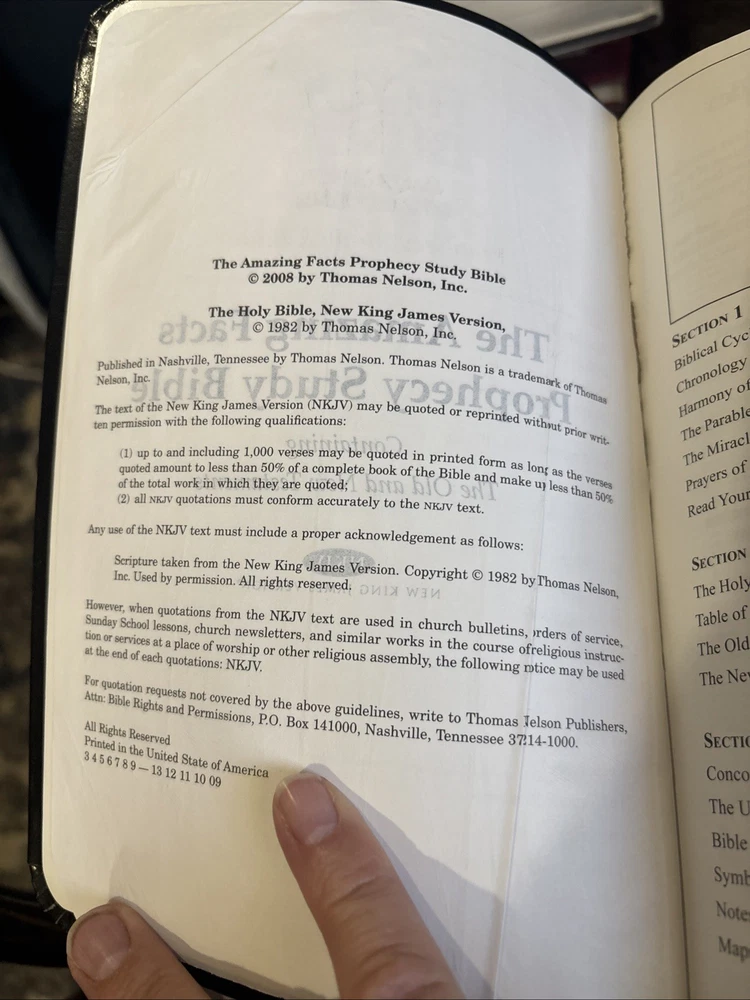 The Amazing Facts Prophecy Study Bible
© 2008 by Thomas Nelson, Inc.
The Holy Bible, New King James Version,
© 1982 by Thomas Nelson, Inc.
Published in Nashville, Tennessee by Thomas Nelson. Thomas Nelson is a trademark of Thomas
Nelson, Inc.
The text of the New King James Version (NKJV) may be quoted or reprinted without prior writ-
ten permission with the following qualifications:
(1) up to and including 1,000 verses may be quoted in printed form as long as the verses
quoted amount to less than 50% of a complete book of the Bible and make up less than 50%
of the total work in which they are quoted;
(2) all NKJV quotations must conform accurately to the NKJV text.
Any use of the NKJV text must include a proper acknowledgement as follows:
Scripture taken from the New King James Version. Copyright © 1982 by Thomas Nelson,
Inc. Used by permission. All rights reserved.
However, when quotations from the NKJV text are used in church bulletins, orders of service,
Sunday School lessons, church newsletters, and similar works in the course of religious instruc-
tion or services at a place of worship or other religious assembly, the following notice may be used
at the end of each quotations: NKJV.
For quotation requests not covered by the above guidelines, write to Thomas Nelson Publishers,
Attn: Bible Rights and Permissions, P.O. Box 141000, Nashville, Tennessee 37214-1000.
All Rights Reserved
Printed in the United States of America
3 4 5 6 7 8 9 — 13 12 11 10 09
SECTION 1
Biblical Cyc
Chronology
Harmony of
The Parable
The Miracl
Prayers of
Read Your
SECTION
The Holy
Table of
The Old
The Nev
SECTIO
Conco
The U
Bible
Symb
Note
Map